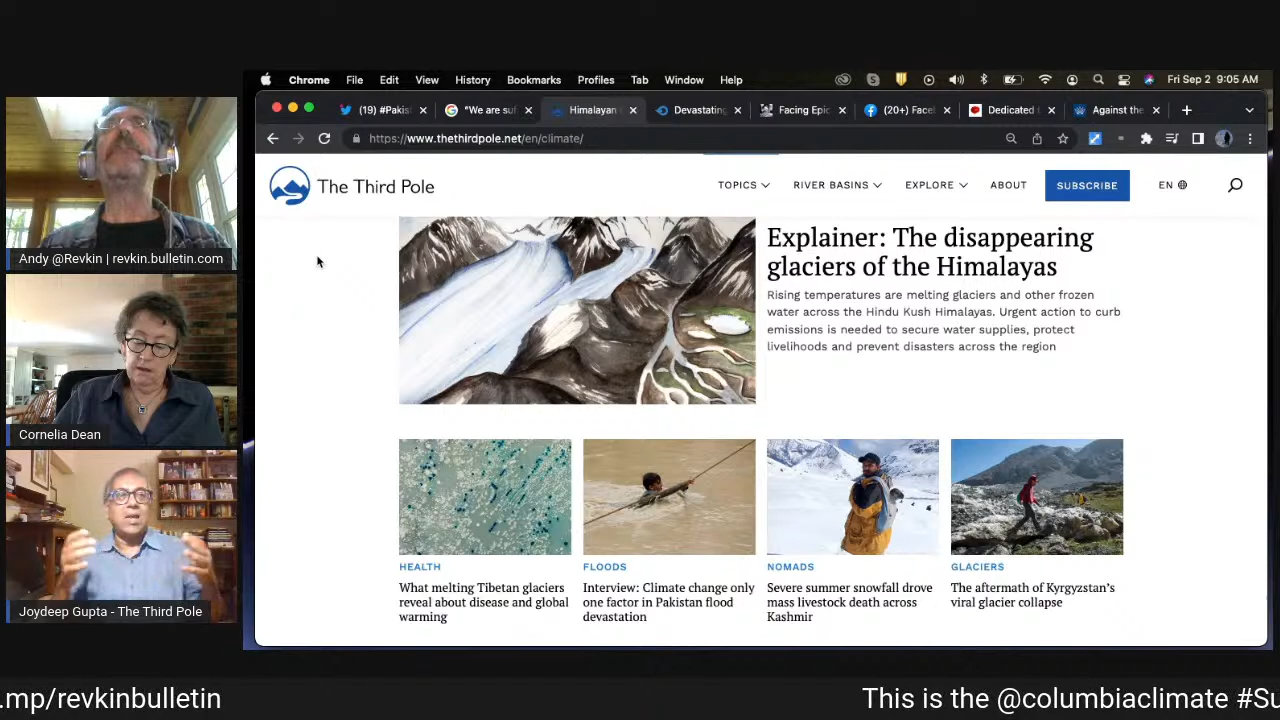 Chrome File Edit View History Bookmarks Profiles Tab Window Help Fri Sep 2 9:05 AM
(19) #Pakis
"We are suf
Himalayan
Devastating
Facing Epic
(20+) Face
Dedicated
Against the
https://www.thethirdpole.net/en/climate/
The Third Pole
TOPICS RIVER BASINS EXPLORE ABOUT SUBSCRIBE EN
Explainer: The disappearing
glaciers of the Himalayas
Rising temperatures are melting glaciers and other frozen
water across the Hindu Kush Himalayas. Urgent action to curb
emissions is needed to secure water supplies, protect
livelihoods and prevent disasters across the region
HEALTH
What melting Tibetan glaciers
reveal about disease and global
warming
FLOODS
Interview: Climate change only
one factor in Pakistan flood
devastation
NOMADS
Severe summer snowfall drove
mass livestock death across
Kashmir
GLACIERS
The aftermath of Kyrgyzstan's
viral glacier collapse
Andy @Revkin | revkin.bulletin.com
Cornelia Dean
Joydeep Gupta - The Third Pole
.mp/revkinbulletin
This is the @columbiaclimate #Su